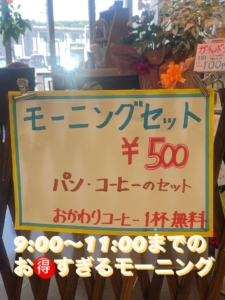 モーニングセット
¥500
パン・コーヒーのセット
おかわりコーヒー1杯無料
9:00〜11:00までの
お得すぎるモーニング